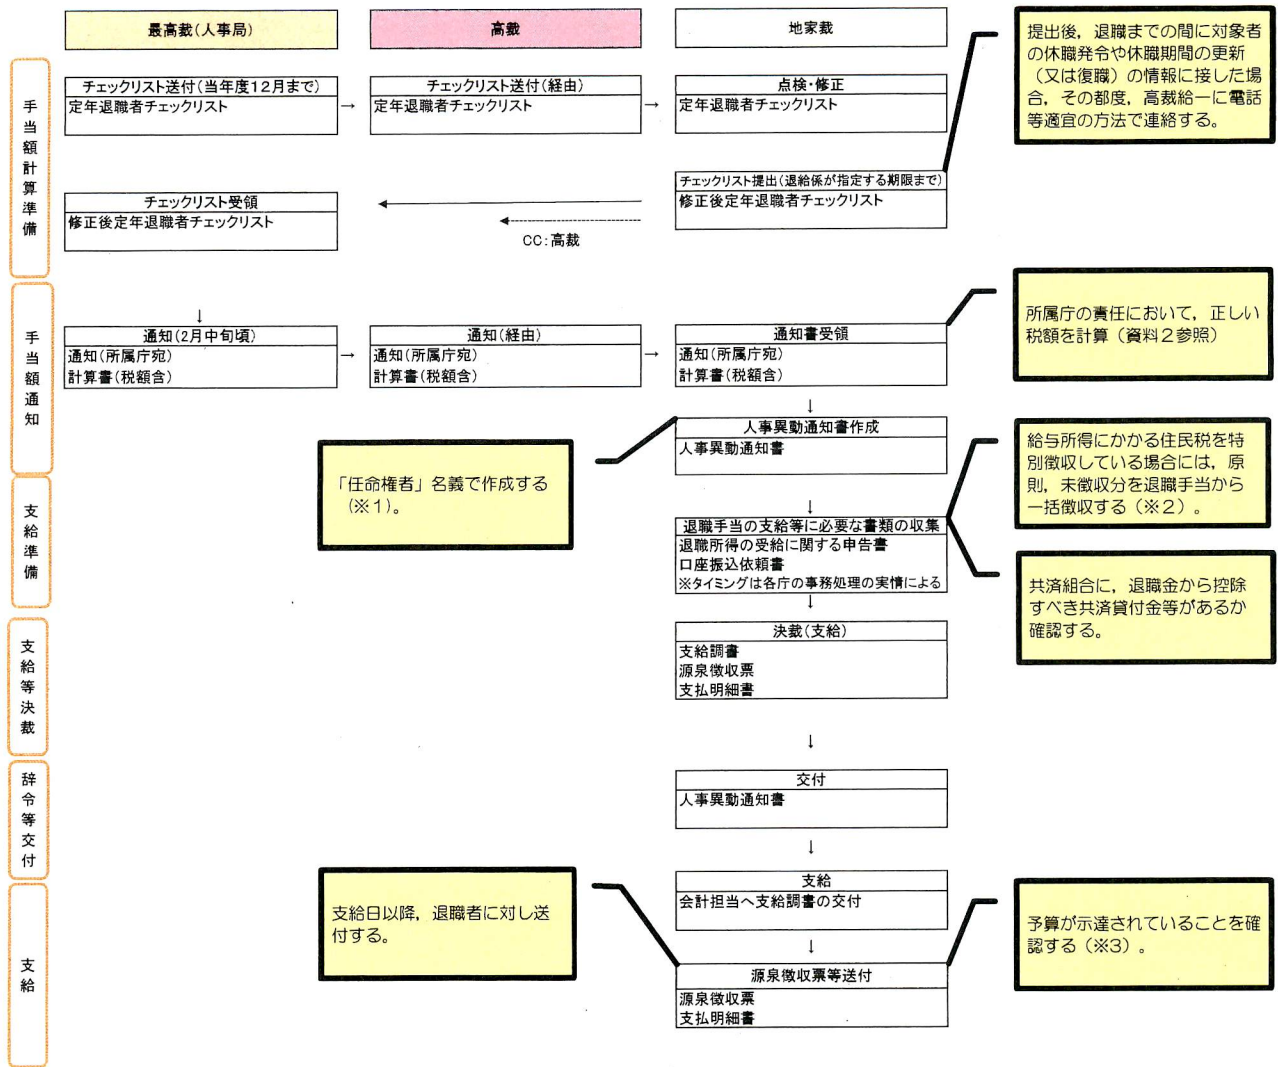 最高裁(人事局)
高裁
地家裁
提出後，退職までの間に対象者
の休職発令や休職期間の更新
（又は復職）の情報に接した場
合，その都度，高裁給一に電話
等適宜の方法で連絡する。
手当額計算準備
チェックリスト送付(当年度12月まで)
定年退職者チェックリスト
→
チェックリスト送付(経由)
定年退職者チェックリスト
→
点検・修正
定年退職者チェックリスト
チェックリスト提出(退給係が指定する期限まで)
修正後定年退職者チェックリスト
チェックリスト受領
修正後定年退職者チェックリスト
CC:高裁
↓
手当額通知
通知(2月中旬頃)
通知(所属庁宛)
計算書(税額含)
→
通知(経由)
通知(所属庁宛)
計算書(税額含)
→
通知書受領
通知(所属庁宛)
計算書(税額含)
所属庁の責任において，正しい
税額を計算（資料２参照）
↓
人事異動通知書作成
人事異動通知書
「任命権者」名義で作成する
（※１）。
給与所得にかかる住民税を特
別徴収している場合には，原
則，未徴収分を退職手当から
一括徴収する（※２）。
支給準備
↓
退職手当の支給等に必要な書類の収集
退職所得の受給に関する申告書
口座振込依頼書
※タイミングは各庁の事務処理の実情による
共済組合に，退職金から控除
すべき共済貸付金等があるか
確認する。
↓
支給等決裁
決裁(支給)
支給調書
源泉徴収票
支払明細書
↓
辞令等交付
交付
人事異動通知書
↓
支給
支給
会計担当へ支給調書の交付
支給日以降，退職者に対し送
付する。
予算が示達されていることを確
認する（※３）。
↓
源泉徴収票等送付
源泉徴収票
支払明細書